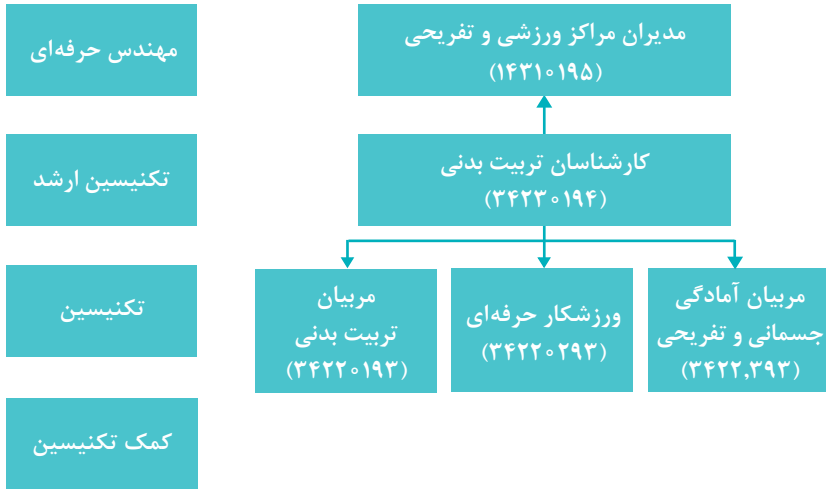 مهندس حرفه‌ای
مدیران مراکز ورزشی و تفریحی
(۱۴۳۱۰۱۹۵)
تکنیسین ارشد
کارشناسان تربیت بدنی
(۳۴۲۳۰۱۹۴)
تکنیسین
مربیان آمادگی
جسمانی و تفریحی
(۳۴۲۲,۳۹۳)
ورزشکار حرفه‌ای
(۳۴۲۲۰۲۹۳)
مربیان
تربیت بدنی
(۳۴۲۲۰۱۹۳)
کمک تکنیسین